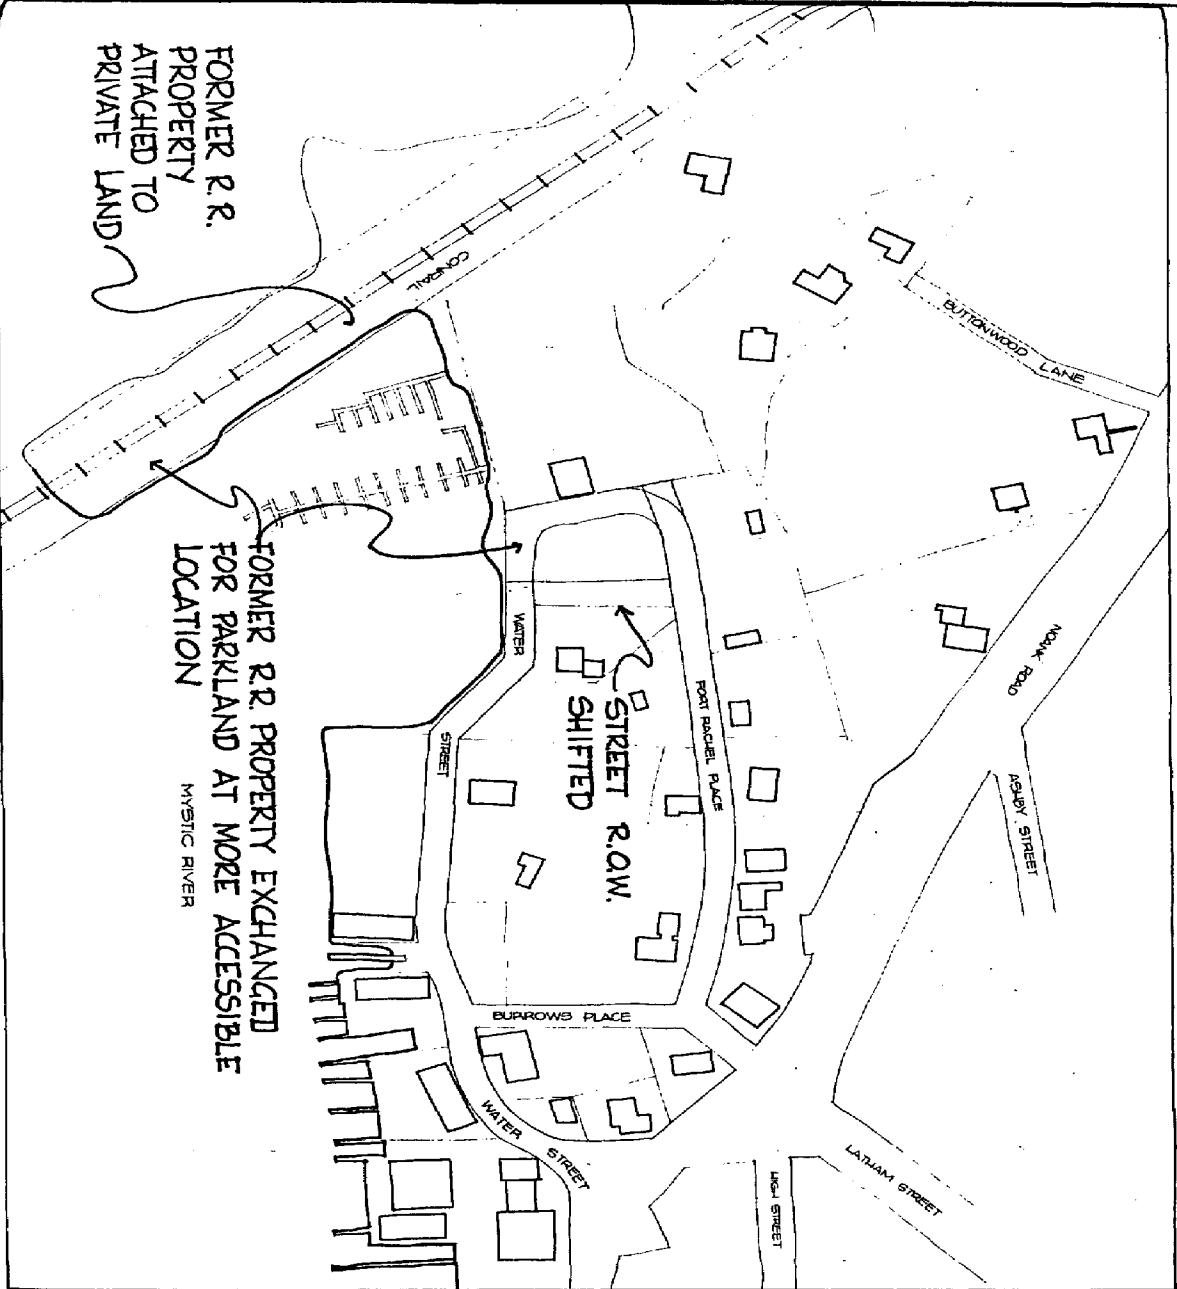 FORMER R.R.
PROPERTY
ATTACHED TO
PRIVATE LAND
CONRAIL
BUTTONWOOD LANE
NOANK ROAD
ASHBY STREET
FORT RACHEL PLACE
WATER
STREET
STREET R.O.W.
SHIFTED
FORMER R.R. PROPERTY EXCHANGED
FOR PARKLAND AT MORE ACCESSIBLE
LOCATION
MYSTIC RIVER
BURROWS PLACE
WATER STREET
LATHAM STREET
HIGH STREET